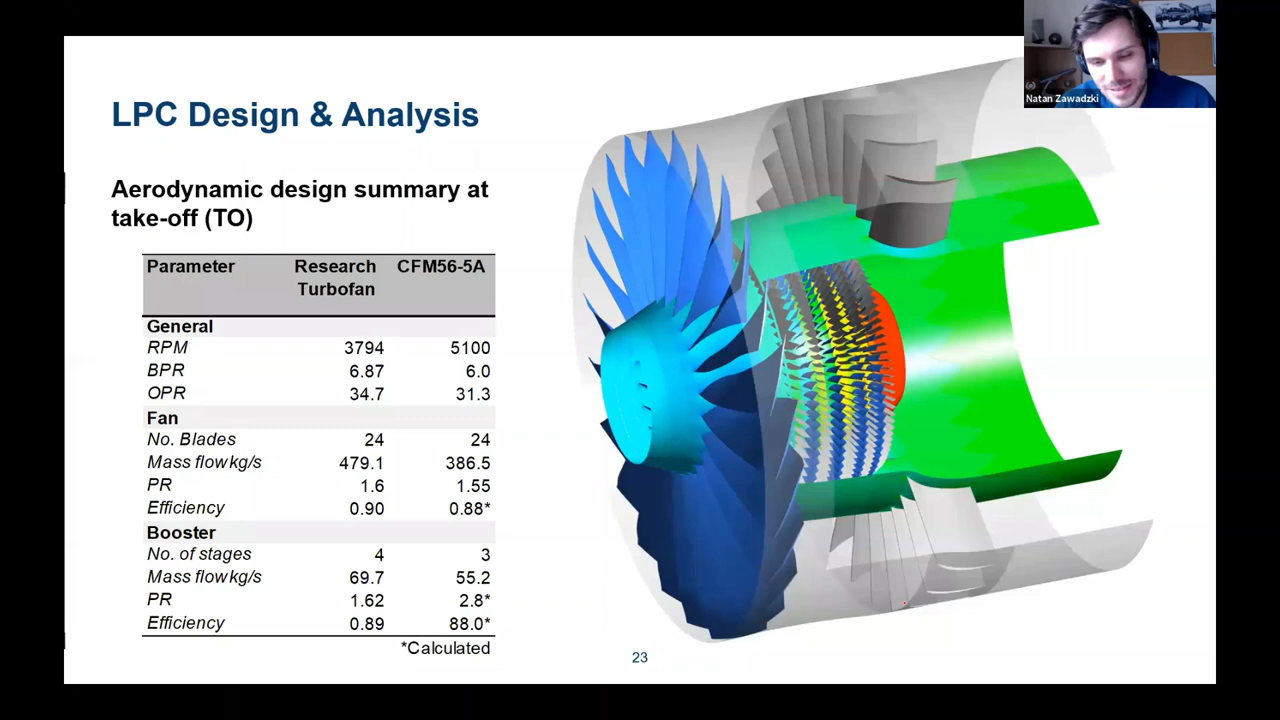 Natan Zawadzki
LPC Design & Analysis
Aerodynamic design summary at
take-off (TO)
Parameter Research CFM56-5A
Turbofan
General
RPM 3794 5100
BPR 6.87 6.0
OPR 34.7 31.3
Fan
No. Blades 24 24
Mass flow kg/s 479.1 386.5
PR 1.6 1.55
Efficiency 0.90 0.88*
Booster
No. of stages 4 3
Mass flow kg/s 69.7 55.2
PR 1.62 2.8*
Efficiency 0.89 88.0*
*Calculated
23